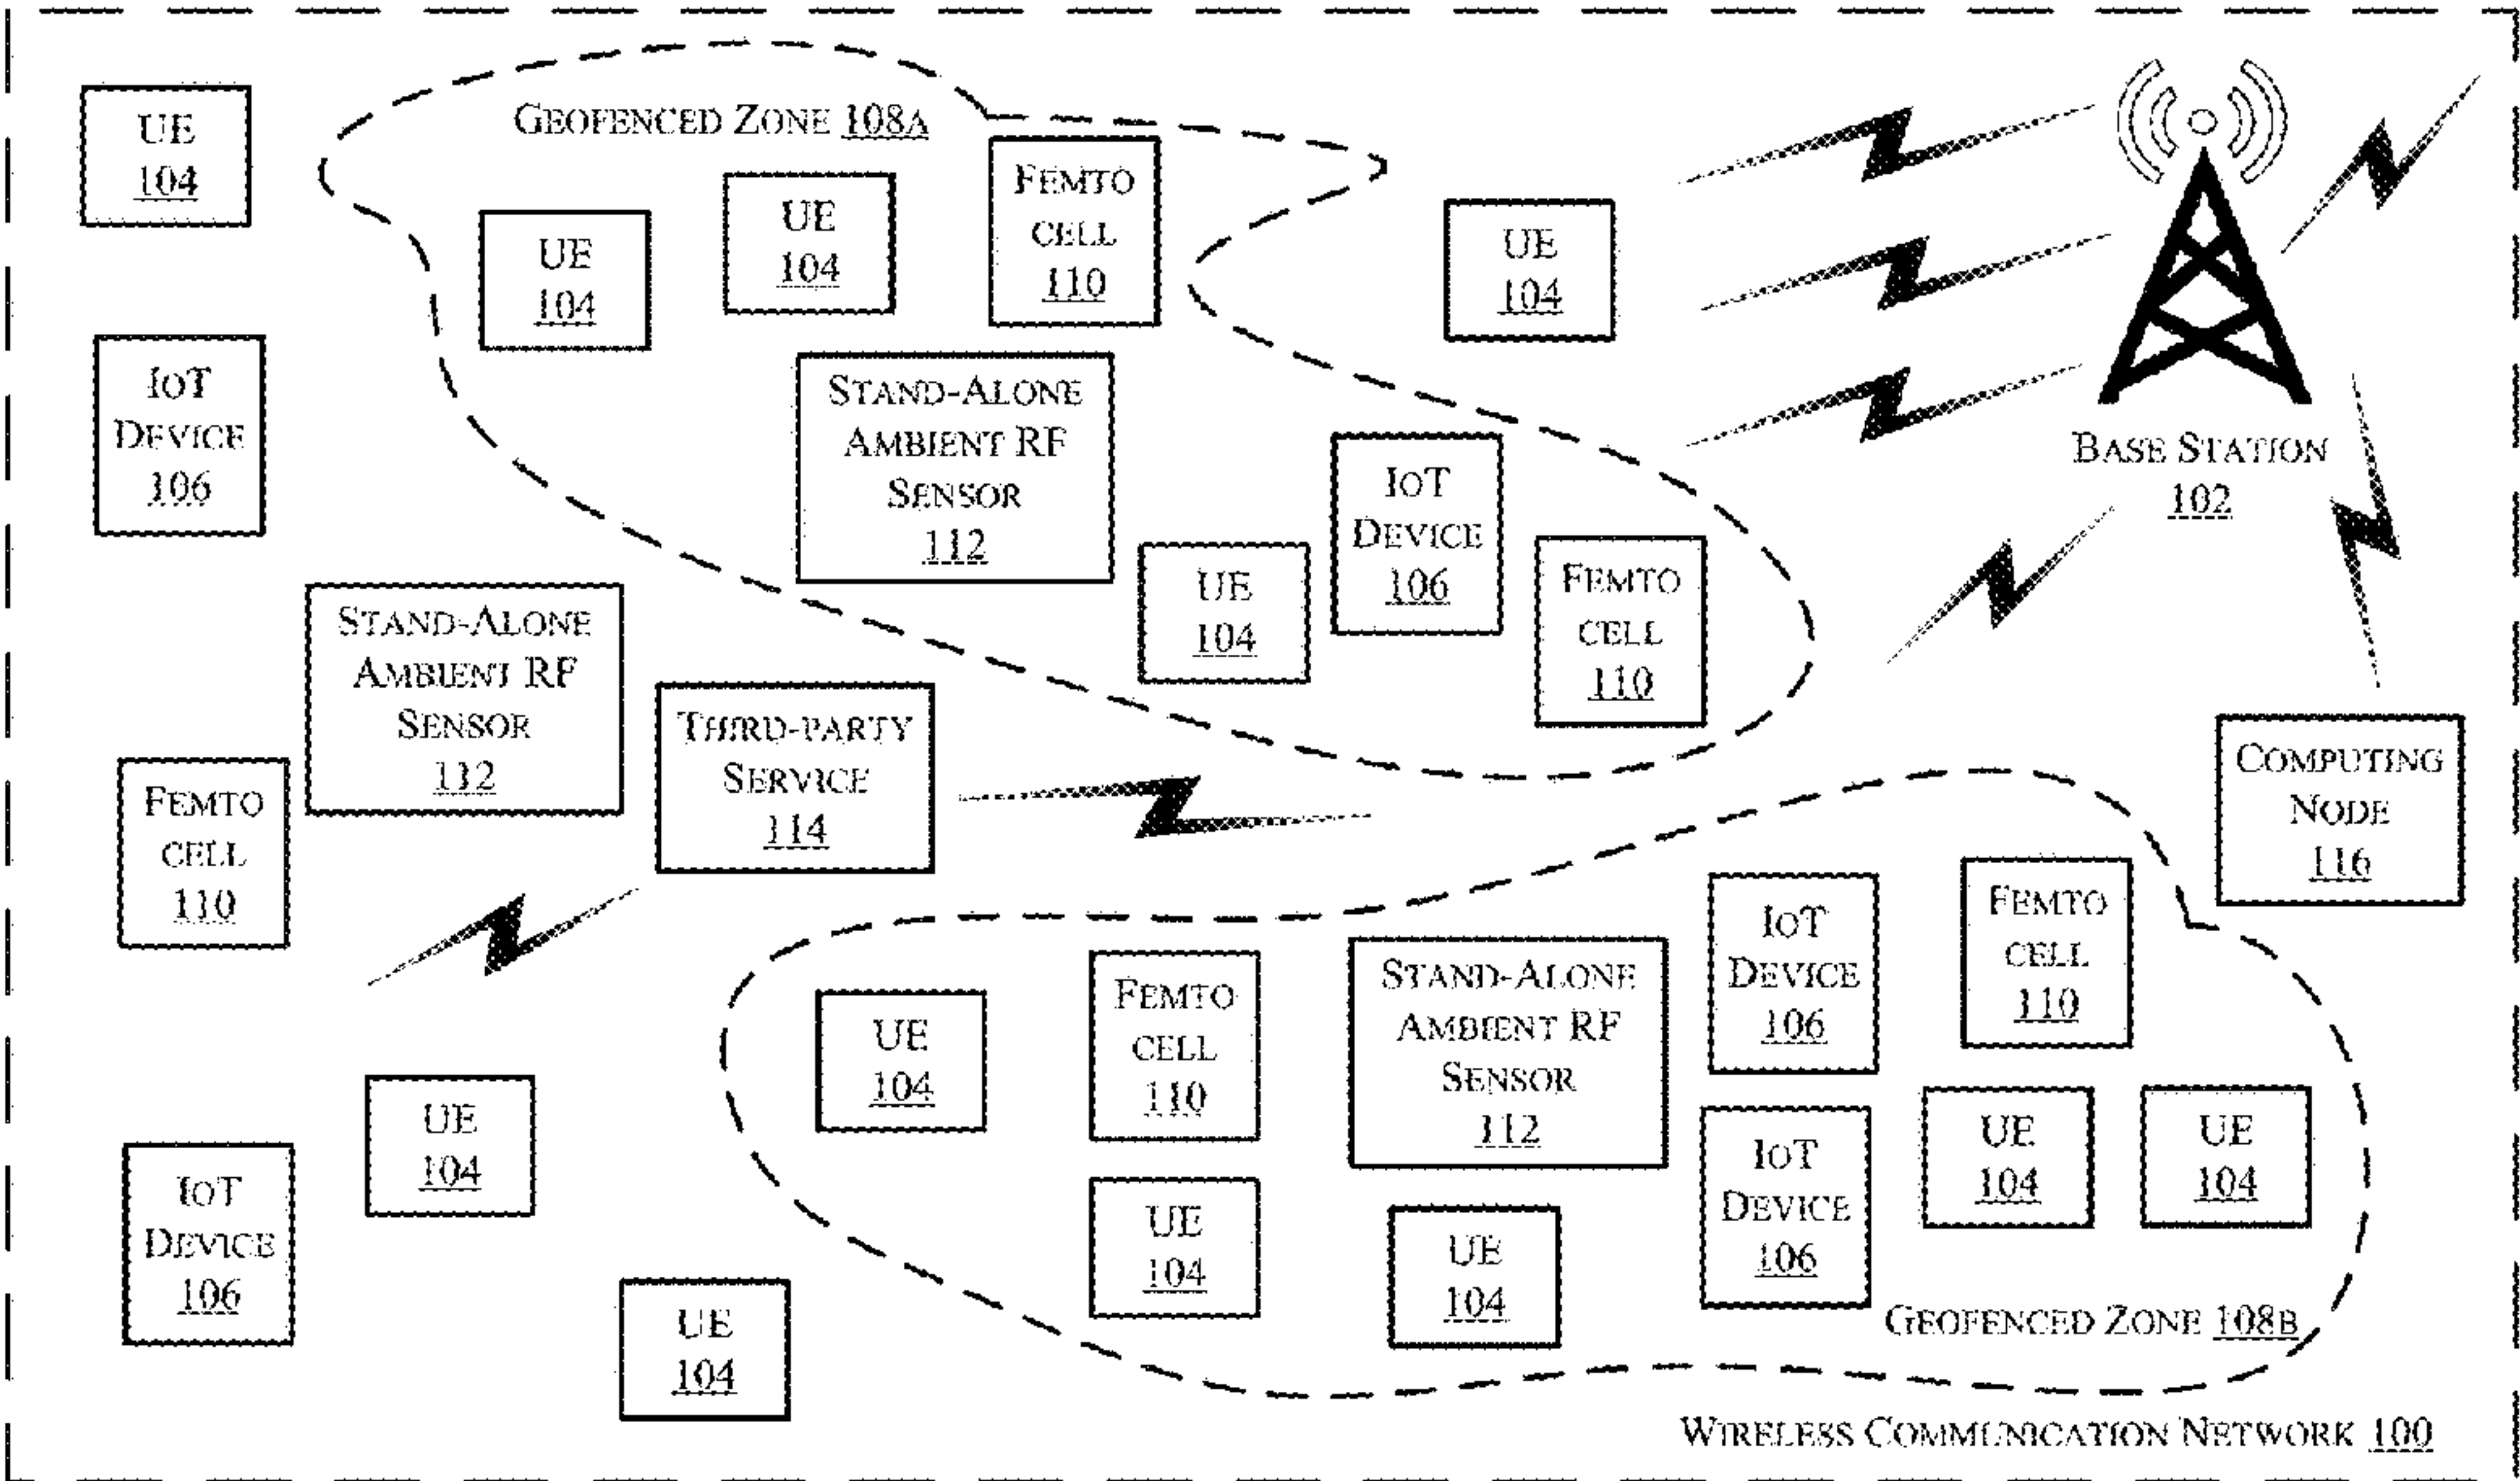 UE
104
GEOFENCED ZONE 108A
UE
104
UE
104
FEMTO
CELL
110
UE
104
IOT
DEVICE
106
STAND-ALONE
AMBIENT RF
SENSOR
112
BASE STATION
102
IOT
DEVICE
106
UE
104
FEMTO
CELL
110
STAND-ALONE
AMBIENT RF
SENSOR
112
THIRD-PARTY
SERVICE
114
COMPUTING
NODE
116
FEMTO
CELL
110
UE
104
FEMTO
CELL
110
STAND-ALONE
AMBIENT RF
SENSOR
112
IOT
DEVICE
106
FEMTO
CELL
110
UE
104
IOT
DEVICE
106
UE
104
UE
104
IOT
DEVICE
106
UE
104
UE
104
UE
104
GEOFENCED ZONE 108B
WIRELESS COMMUNICATION NETWORK 100